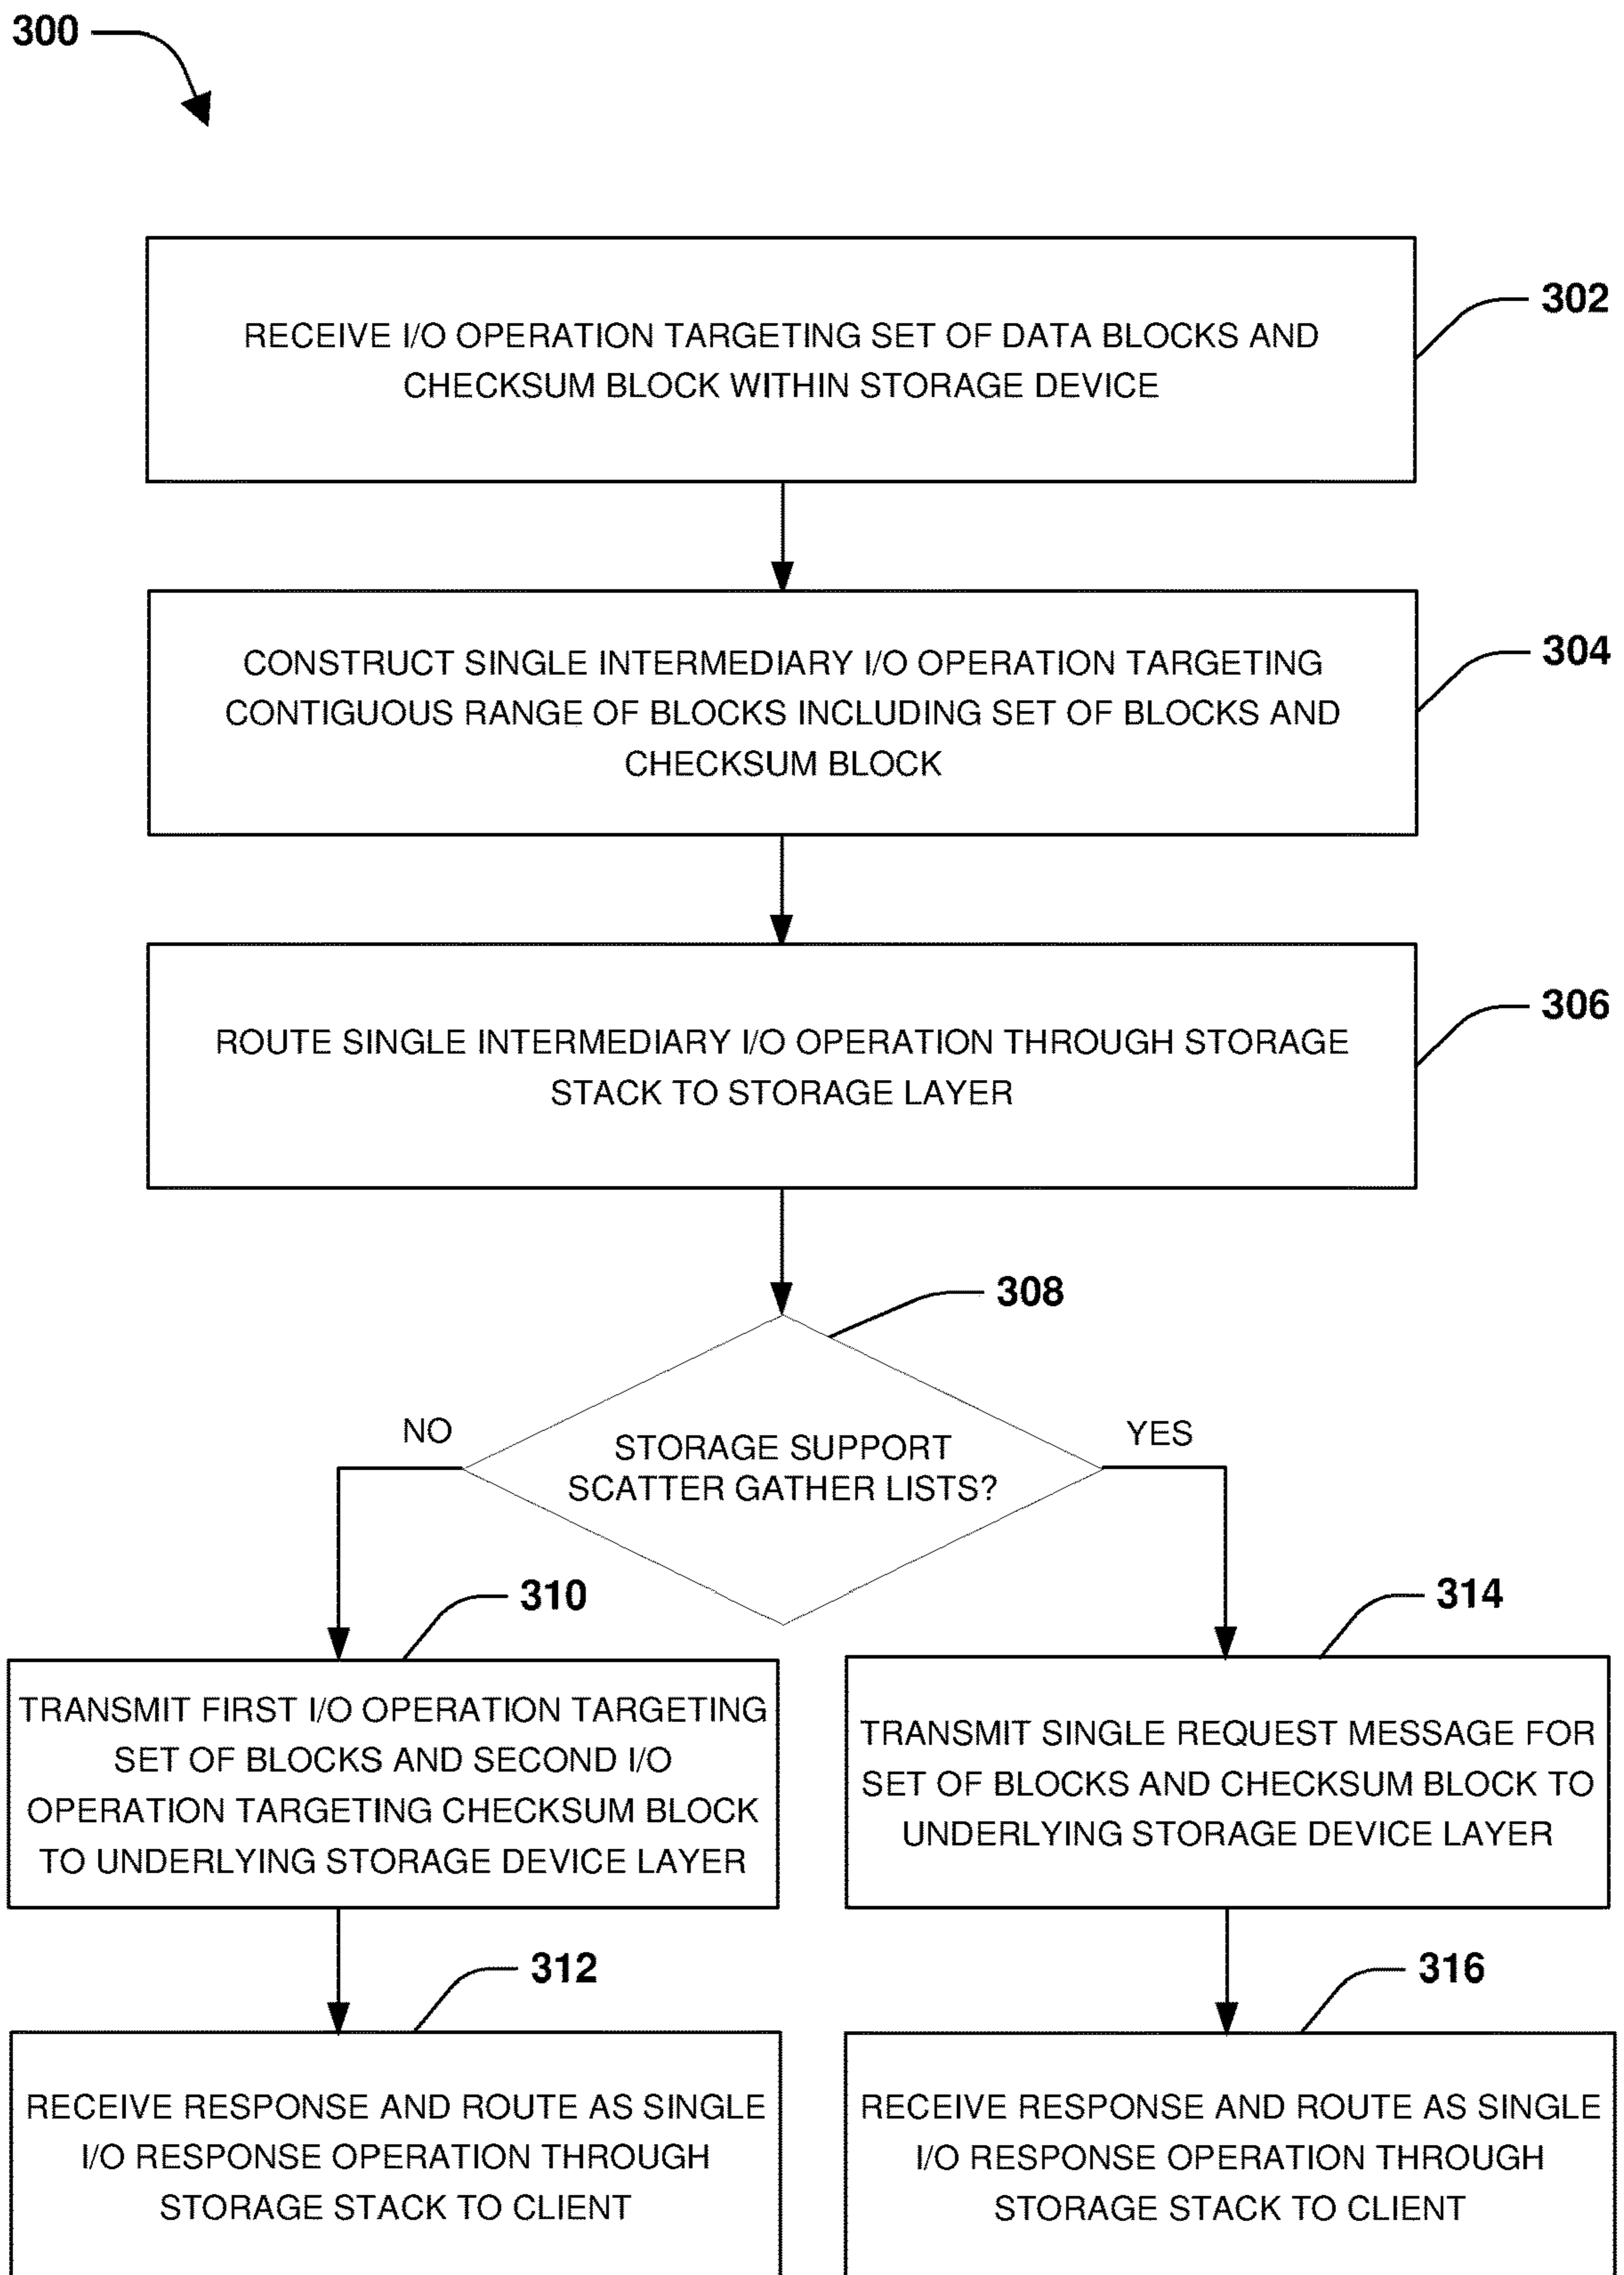 300
RECEIVE I/O OPERATION TARGETING SET OF DATA BLOCKS AND
CHECKSUM BLOCK WITHIN STORAGE DEVICE
302
CONSTRUCT SINGLE INTERMEDIARY I/O OPERATION TARGETING
CONTIGUOUS RANGE OF BLOCKS INCLUDING SET OF BLOCKS AND
CHECKSUM BLOCK
304
ROUTE SINGLE INTERMEDIARY I/O OPERATION THROUGH STORAGE
STACK TO STORAGE LAYER
306
308
NO
STORAGE SUPPORT
SCATTER GATHER LISTS?
YES
310
TRANSMIT FIRST I/O OPERATION TARGETING
SET OF BLOCKS AND SECOND I/O
OPERATION TARGETING CHECKSUM BLOCK
TO UNDERLYING STORAGE DEVICE LAYER
314
TRANSMIT SINGLE REQUEST MESSAGE FOR
SET OF BLOCKS AND CHECKSUM BLOCK TO
UNDERLYING STORAGE DEVICE LAYER
312
RECEIVE RESPONSE AND ROUTE AS SINGLE
I/O RESPONSE OPERATION THROUGH
STORAGE STACK TO CLIENT
316
RECEIVE RESPONSE AND ROUTE AS SINGLE
I/O RESPONSE OPERATION THROUGH
STORAGE STACK TO CLIENT